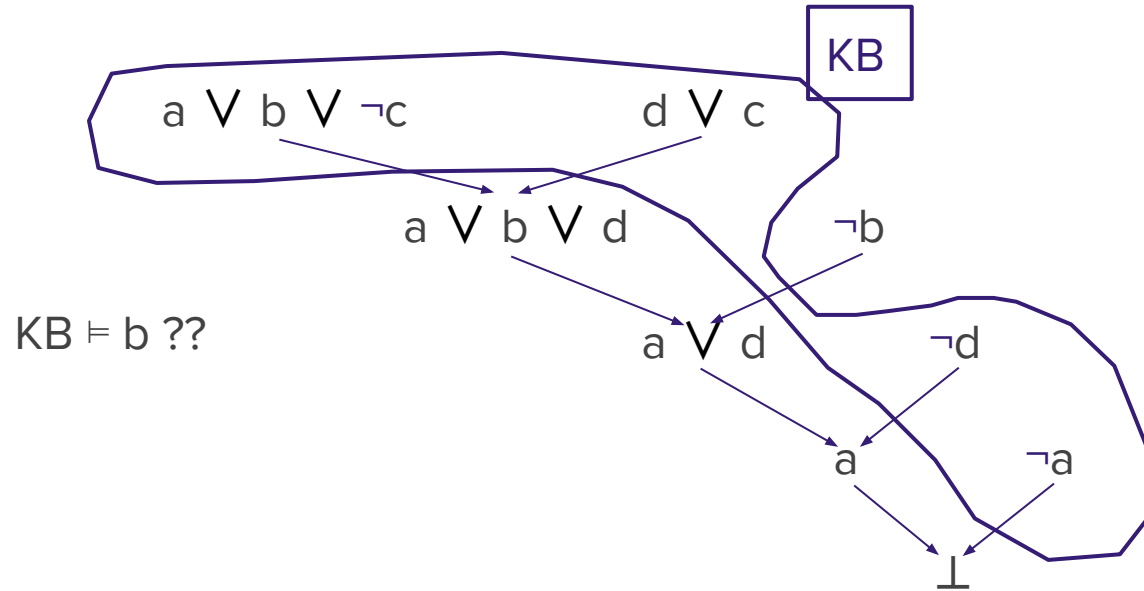 KB
a ∨ b ∨ ¬c d ∨ c
a ∨ b ∨ d ¬b
KB ⊨ b ??
a ∨ d ¬d
a ¬a
⊥